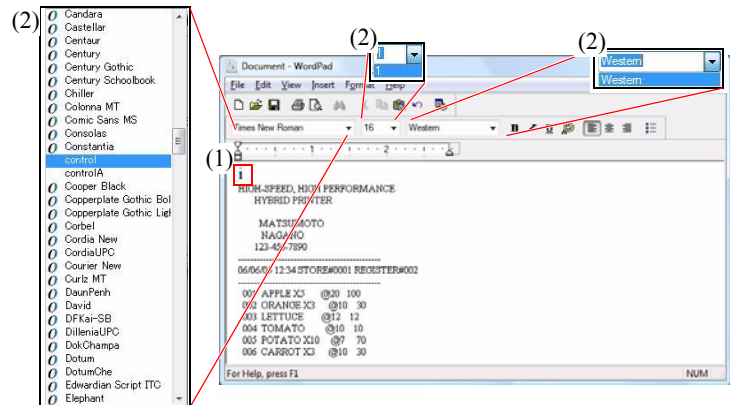 (2)
Candara
Castellar
Centaur
Century
Century Gothic
Century Schoolbook
Chiller
Colonna MT
Comic Sans MS
Consolas
Constantia
control
controlA
Cooper Black
Copperplate Gothic Bol
Copperplate Gothic Ligh
Corbel
Cordia New
CordiaUPC
Courier New
Curlz MT
DaunPenh
David
DFKai-SB
DilleniaUPC
DokChampa
Dotum
DotumChe
Edwardian Script ITC
Elephant
(2)
(2)
Western
Western
Document - WordPad
File Edit View Insert Format Help
Times New Roman 16 Western
1 2
(1)
i
HIGH-SPEED, HIGH PERFORMANCE
HYBRID PRINTER
MATSUMOTO
NAGANO
123-456-7890
----------------------------------------
06/06/06 12:34 STORE#0001 REGISTER#002
----------------------------------------
001 APPLE X5 @20 100
002 ORANGE X3 @10 30
003 LETTUCE @12 12
004 TOMATO @10 10
005 POTATO X10 @7 70
006 CARROT X3 @10 30
For Help, press F1 NUM